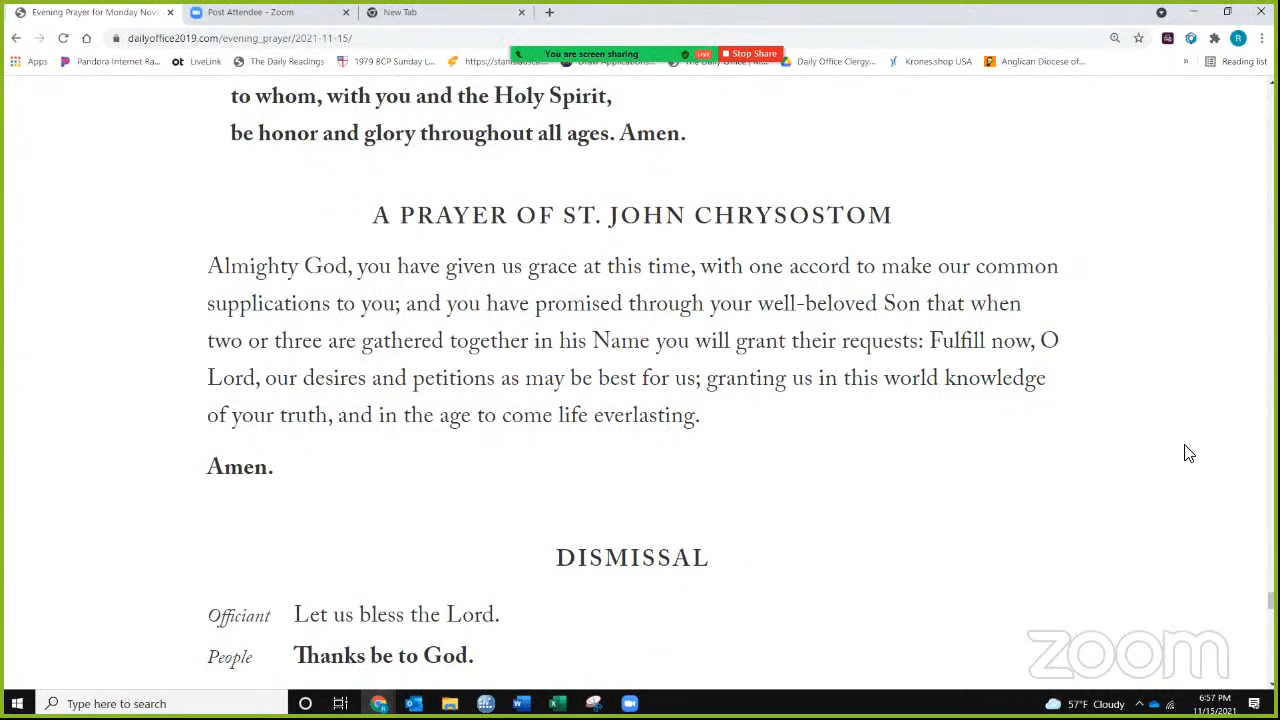 Evening Prayer for Monday Nov
Post Attendee - Zoom
New Tab
dailyoffice2019.com/evening_prayer/2021-11-15/
You are screen sharing
LIVE
Stop Share
Apps
Pandora Internet Ra...
ot LiveLink
The Daily Readings
1979 BCP Sunday L...
Daily Office Clergy...
Krones.shop USA
Anglican Diocese of...
»
Reading list
to whom, with you and the Holy Spirit,
be honor and glory throughout all ages. Amen.
A PRAYER OF ST. JOHN CHRYSOSTOM
Almighty God, you have given us grace at this time, with one accord to make our common
supplications to you; and you have promised through your well-beloved Son that when
two or three are gathered together in his Name you will grant their requests: Fulfill now, O
Lord, our desires and petitions as may be best for us; granting us in this world knowledge
of your truth, and in the age to come life everlasting.
Amen.
DISMISSAL
Officiant Let us bless the Lord.
People Thanks be to God.
zoom
Type here to search
57°F Cloudy
6:57 PM
11/15/2021